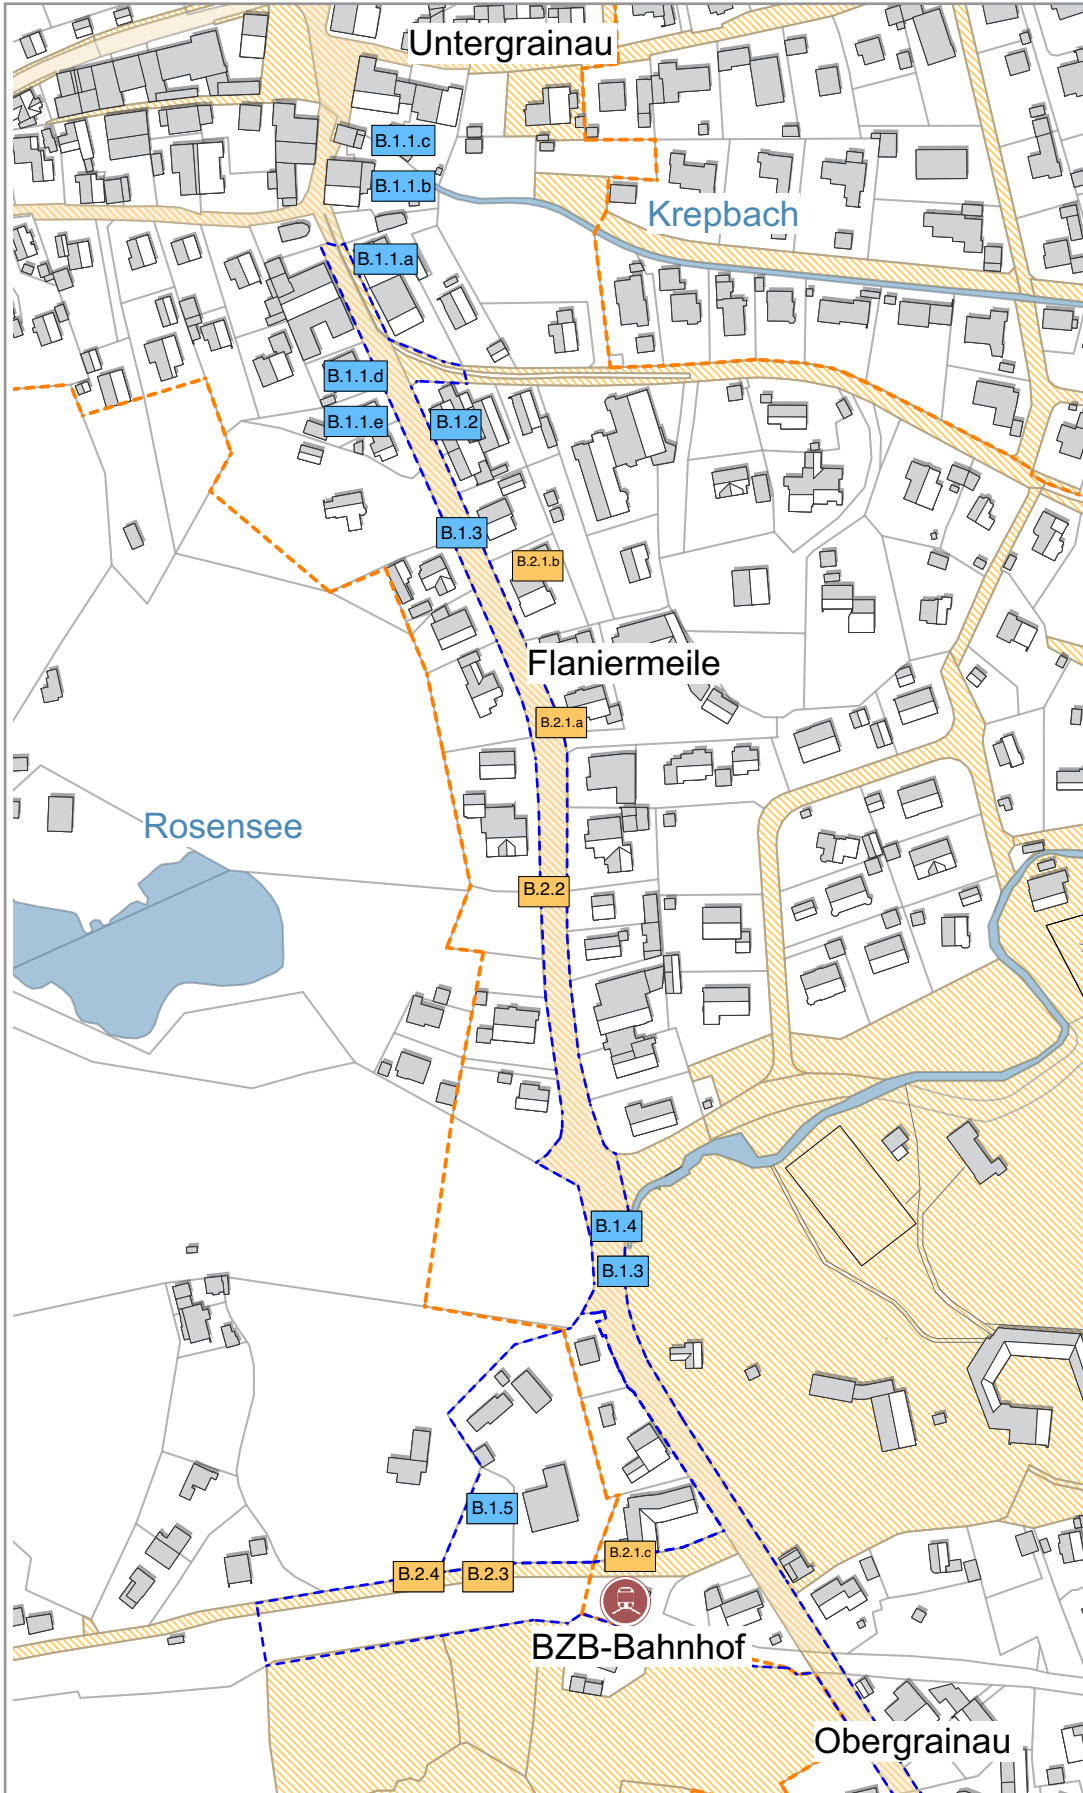 Untergrainau
B.1.1.c
B.1.1.b
Krepbach
B.1.1.a
B.1.1.d
B.1.1.e
B.1.2
B.1.3
B.2.1.b
Flaniermeile
B.2.1.a
Rosensee
B.2.2
B.1.4
B.1.3
B.1.5
B.2.1.c
B.2.4
B.2.3
BZB-Bahnhof
Obergrainau